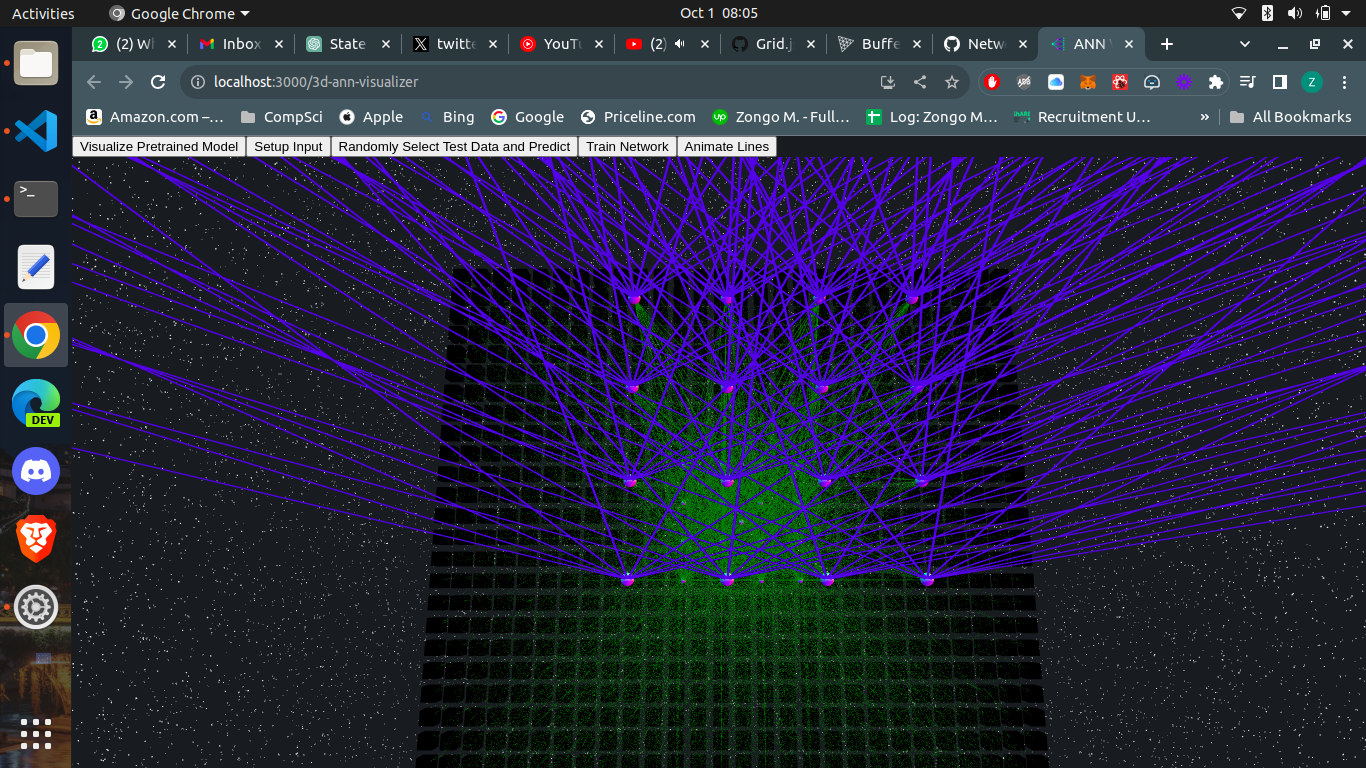 Activities Google Chrome Oct 1 08:05
(2) Wh Inbox State twitte YouTu (2) Grid.j Buffe Netw ANN V
localhost:3000/3d-ann-visualizer
Z
Amazon.com –... CompSci Apple Bing Google Priceline.com up Zongo M. - Full... Log: Zongo M... Recruitment U... » All Bookmarks
Visualize Pretrained Model Setup Input Randomly Select Test Data and Predict Train Network Animate Lines
>_
DEV